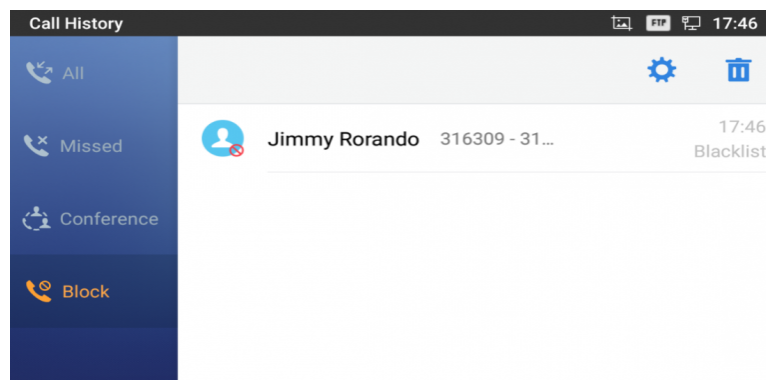 Call History FTP 17:46
All
Missed
Conference
Block
Jimmy Rorando 316309 - 31... 17:46
Blacklist